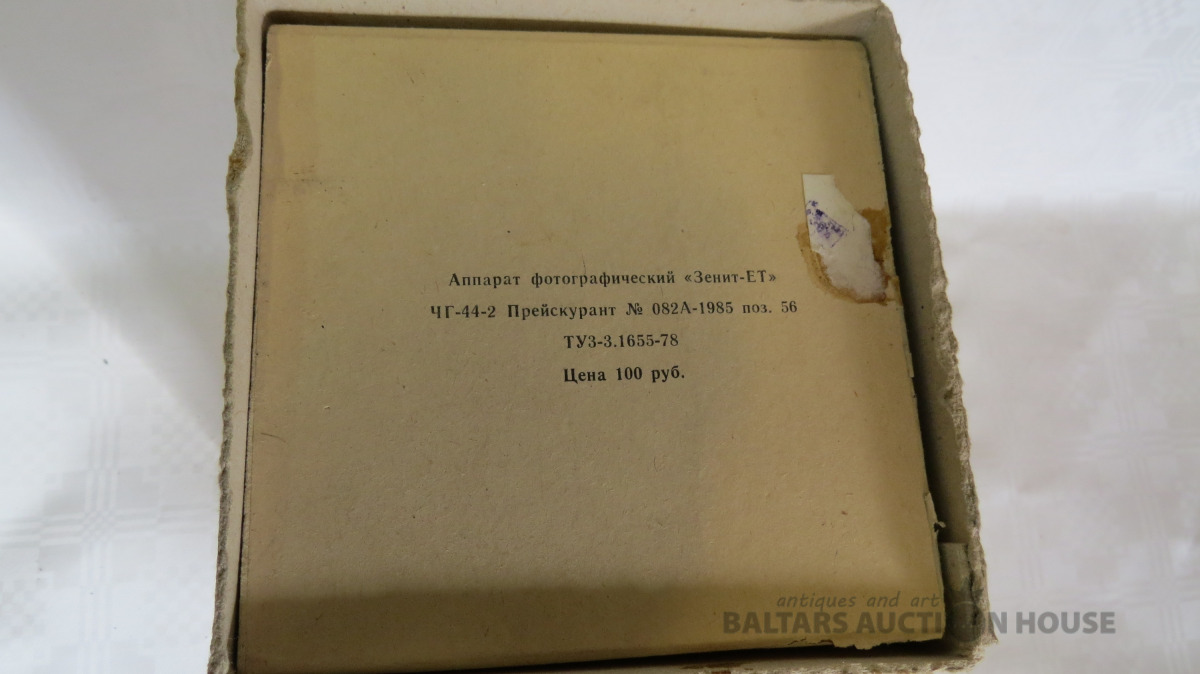 Аппарат фотографический «Зенит-ЕТ»
ЧГ-44-2 Прейскурант № 082А-1985 поз. 56
ТУ3-3.1655-78
Цена 100 руб.
antiques and art
BALTARS AUCTION HOUSE